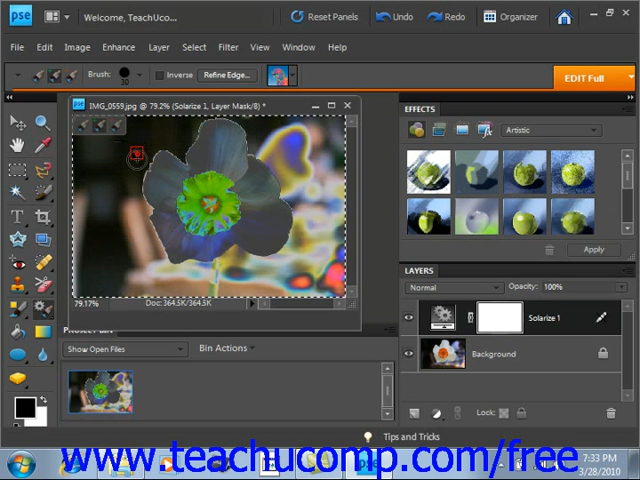 pse Welcome, TeachUco... Reset Panels Undo Redo Organizer
File Edit Image Enhance Layer Select Filter View Window Help
Brush: 30 Inverse Refine Edge... EDIT Full
IMG_0559.jpg @ 79.2% (Solarize 1, Layer Mask/8) *
EFFECTS
Artistic
Apply
79.17% Doc: 364.5K/364.5K
LAYERS
Normal Opacity: 100%
Solarize 1
Background
Show Open Files Bin Actions
Lock:
Tips and Tricks
www.teachucomp.com/free
7:33 PM
3/28/2010